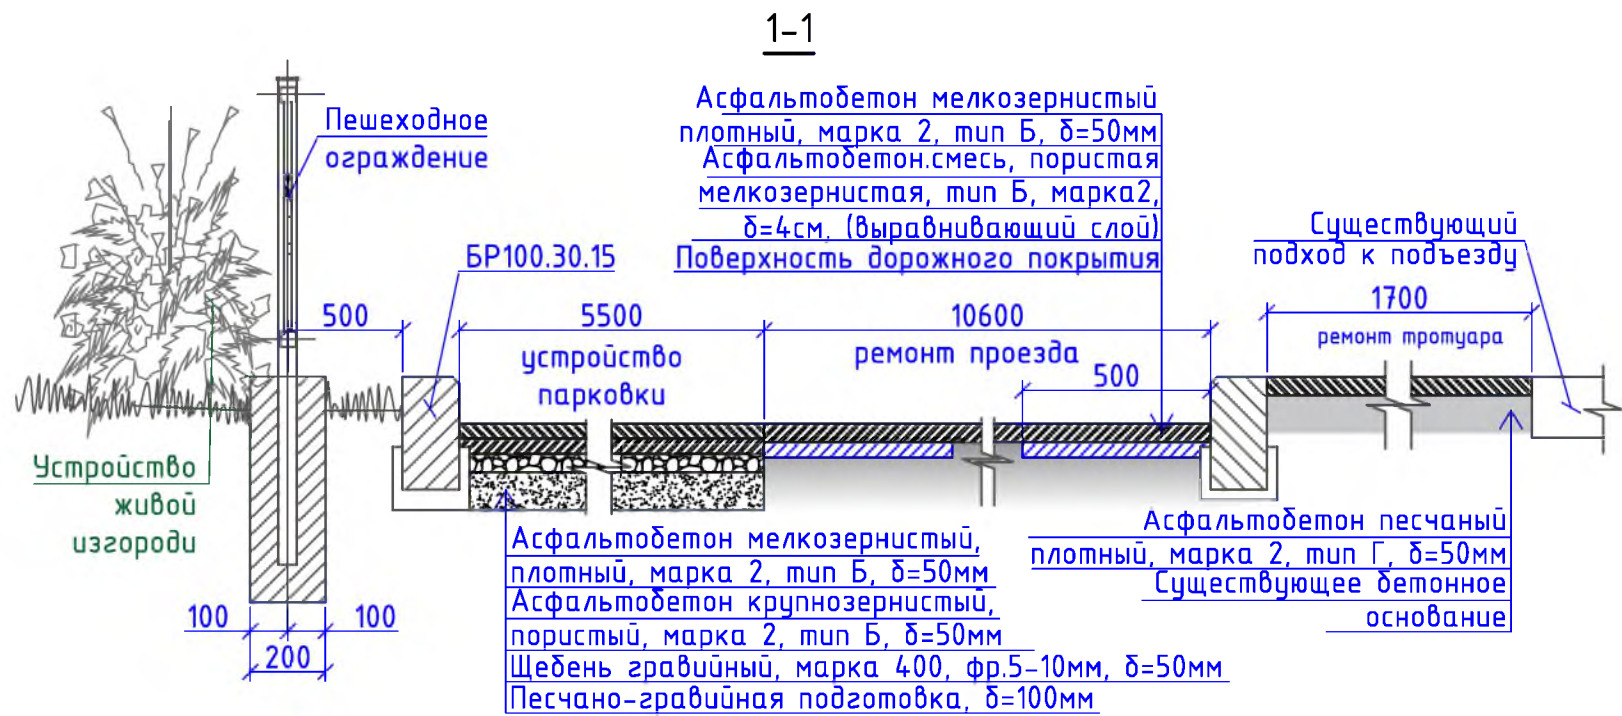 1-1
Асфальтобетон мелкозернистый
плотный, марка 2, тип Б, δ=50мм
Асфальтобетон.смесь, пористая
мелкозернистая, тип Б, марка2,
δ=4см. (выравнивающий слой)
Поверхность дорожного покрытия
Пешеходное
ограждение
БР100.30.15
Существующий
подход к подъезду
500
5500
10600
1700
устройство
парковки
ремонт проезда
ремонт тротуара
500
Устройство
живой
изгороди
Асфальтобетон мелкозернистый,
плотный, марка 2, тип Б, δ=50мм
Асфальтобетон крупнозернистый,
пористый, марка 2, тип Б, δ=50мм
Щебень гравийный, марка 400, фр.5-10мм, δ=50мм
Песчано-гравийная подготовка, δ=100мм
Асфальтобетон песчаный
плотный, марка 2, тип Г, δ=50мм
Существующее бетонное
основание
100
100
200